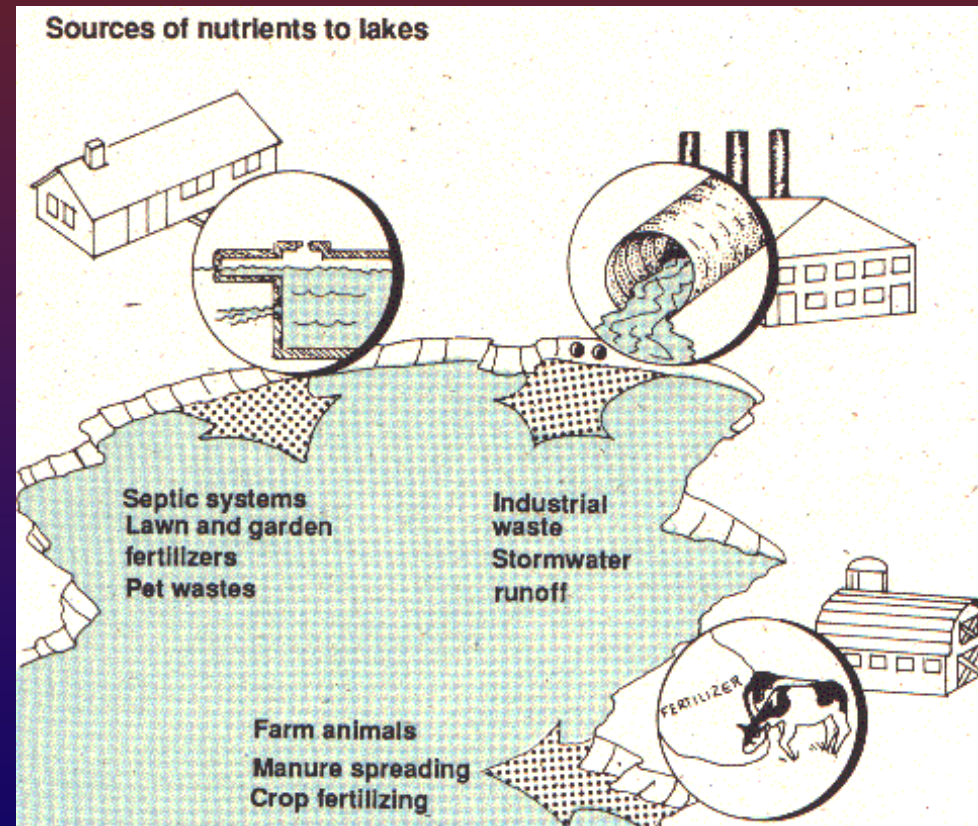 Sources of nutrients to lakes
Septic systems
Lawn and garden
fertilizers
Pet wastes
Industrial
waste
Stormwater
runoff
FERTILIZER
Farm animals
Manure spreading
Crop fertilizing